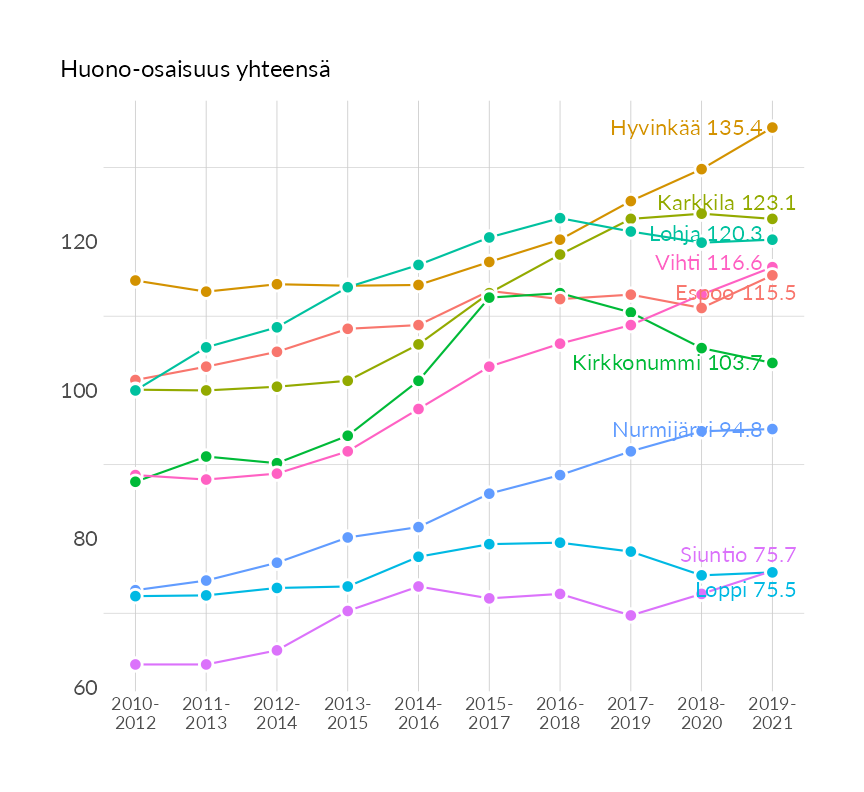 Huono-osaisuus yhteensä
Hyvinkää 135.4
Karkkila 123.1
Lohja 120.3
120
Vihti 116.6
Espoo 115.5
Kirkkonummi 103.7
100
Nurmijärvi 94.8
80
Siuntio 75.7
Loppi 75.5
60
2010- 2011- 2012- 2013- 2014- 2015- 2016- 2017- 2018- 2019-
2012 2013 2014 2015 2016 2017 2018 2019 2020 2021